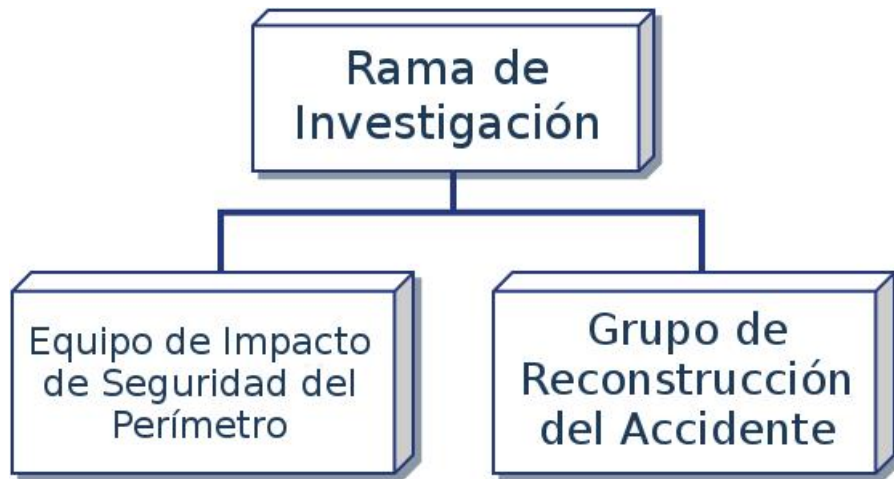 Rama de
Investigación
Equipo de Impacto
de Seguridad del
Perímetro
Grupo de
Reconstrucción
del Accidente